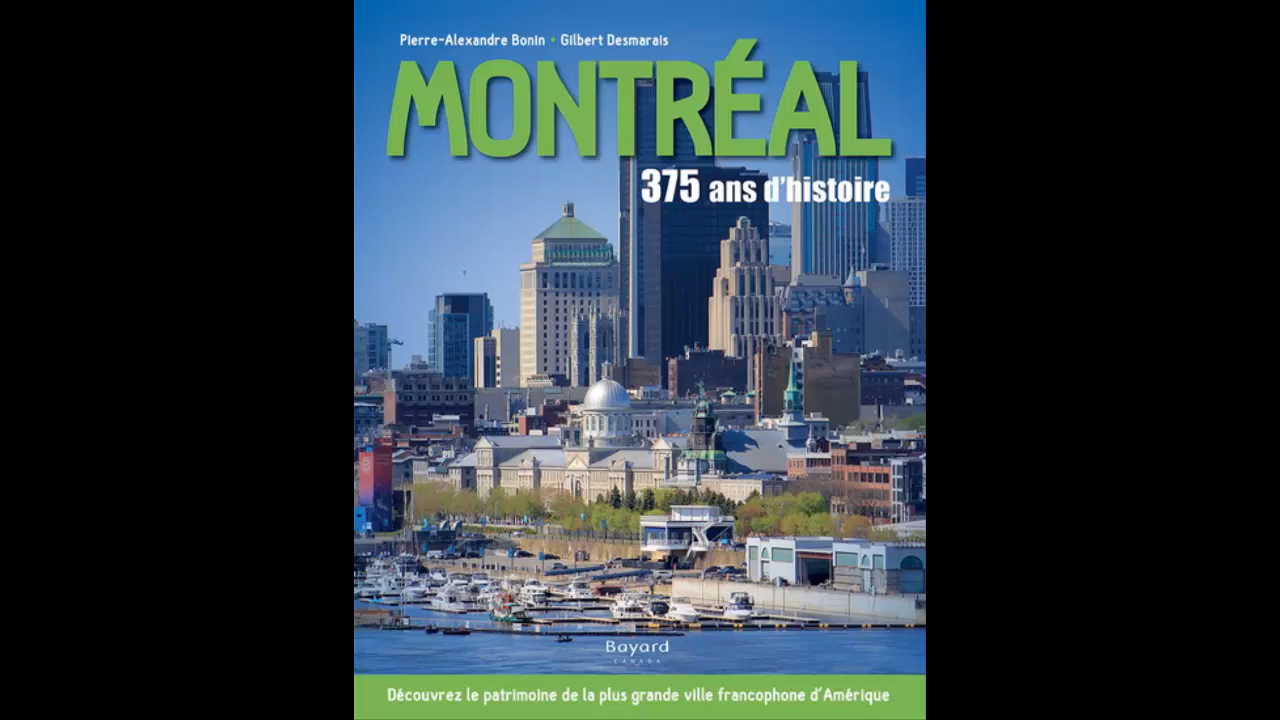 Pierre-Alexandre Bonin • Gilbert Desmarais
MONTRÉAL
375 ans d'histoire
Bayard
CANADA
Découvrez le patrimoine de la plus grande ville francophone d'Amérique